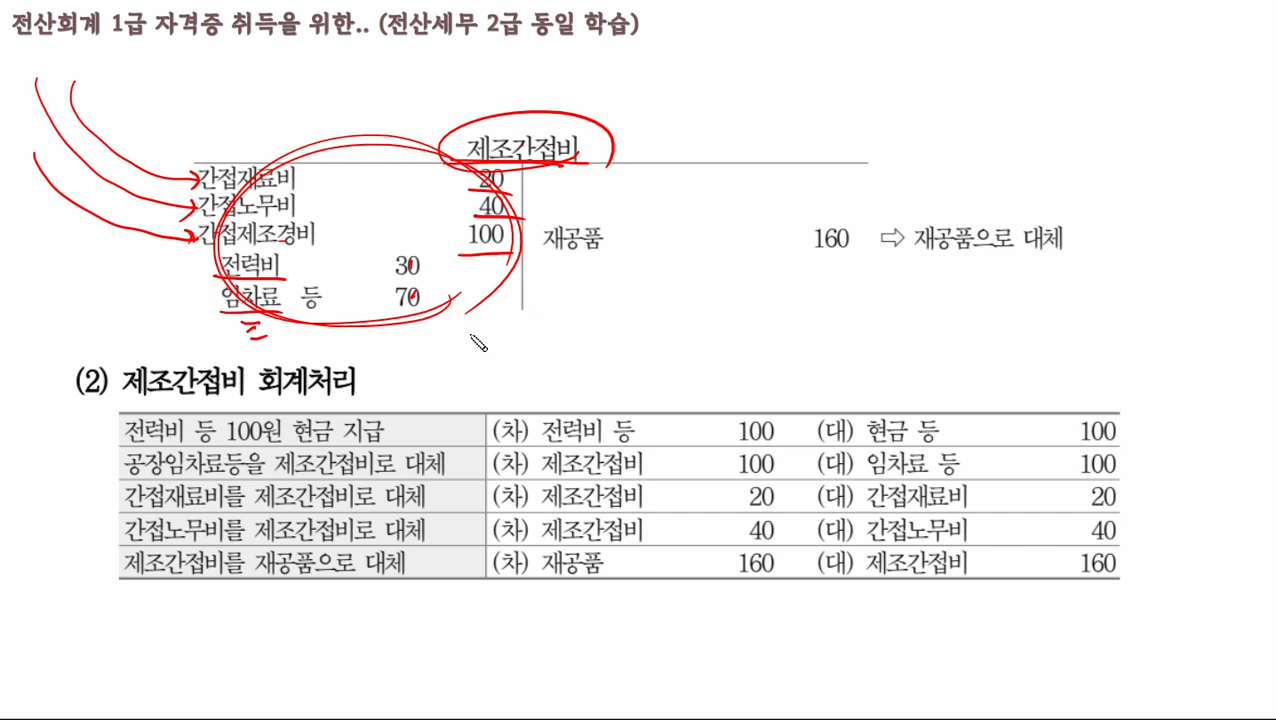 전산회계 1급 자격증 취득을 위한.. (전산세무 2급 동일 학습)
제조간접비
간접재료비 20
간접노무비 40
간접제조경비 100 재공품 160 ⇨ 재공품으로 대체
전력비 30
임차료 등 70
(2) 제조간접비 회계처리
전력비 등 100원 현금 지급 (차) 전력비 등 100 (대) 현금 등 100
공장임차료등을 제조간접비로 대체 (차) 제조간접비 100 (대) 임차료 등 100
간접재료비를 제조간접비로 대체 (차) 제조간접비 20 (대) 간접재료비 20
간접노무비를 제조간접비로 대체 (차) 제조간접비 40 (대) 간접노무비 40
제조간접비를 재공품으로 대체 (차) 재공품 160 (대) 제조간접비 160